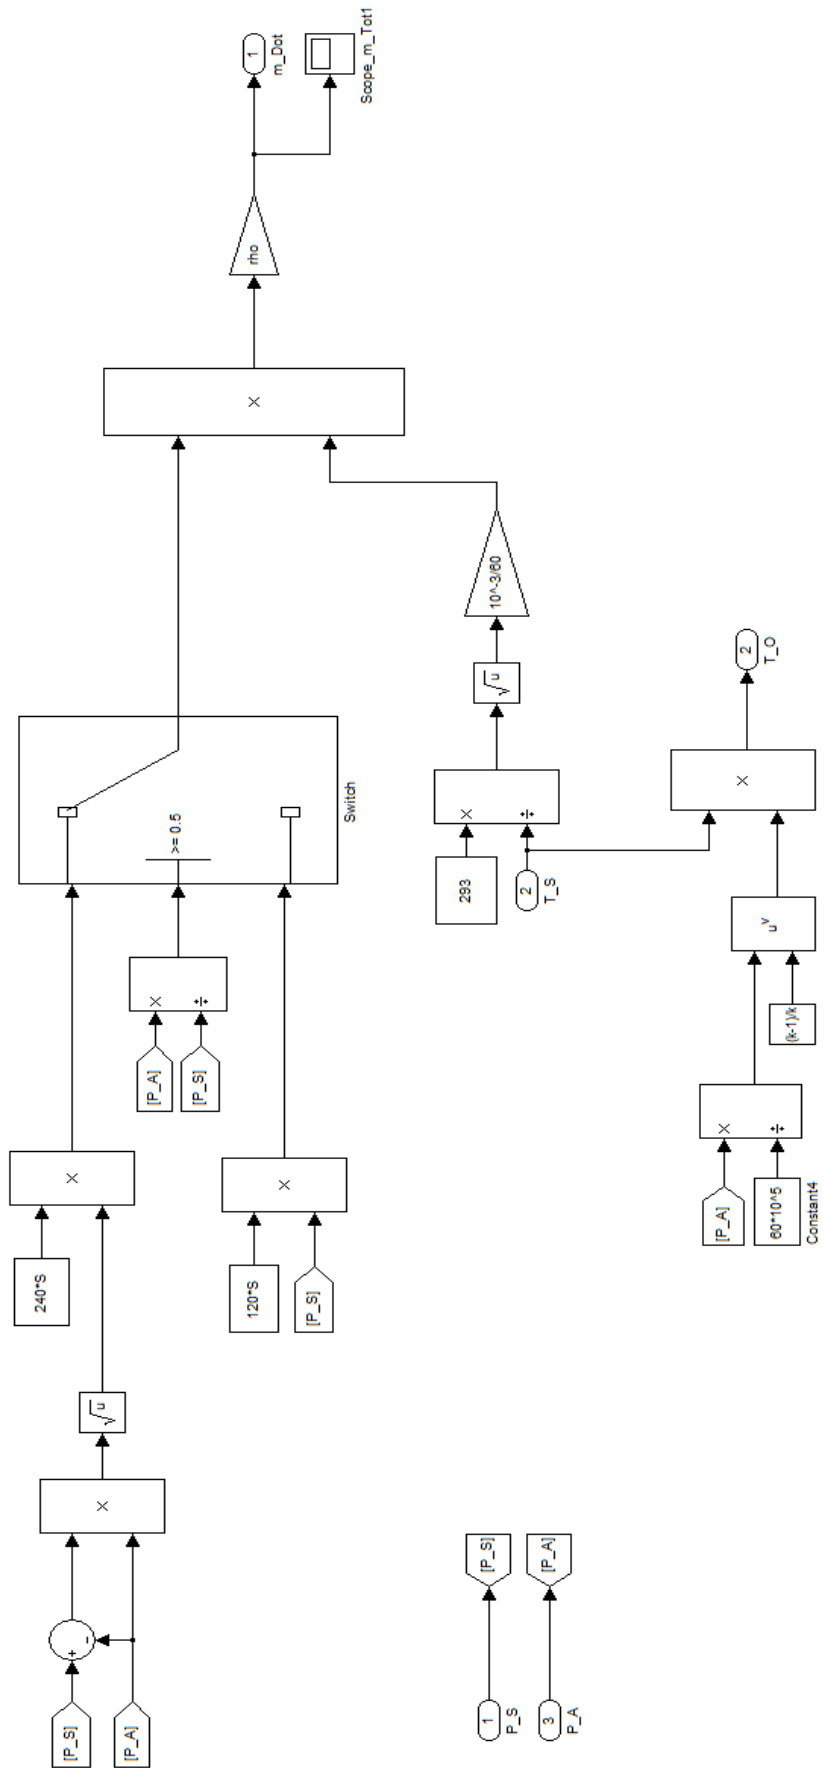 [P_S]
[P_A]
+
-
×
√u
240*S
×
120*S
[P_S]
×
[P_A]
[P_S]
×
÷
>= 0.5
Switch
×
rho
1
m_Dot
Scope_m_Tot1
293
2
T_S
×
÷
√u
10^-3/60
1
P_S
[P_S]
3
P_A
[P_A]
[P_A]
60*10^5
Constant4
×
÷
(k-1)/k
u^v
×
2
T_O